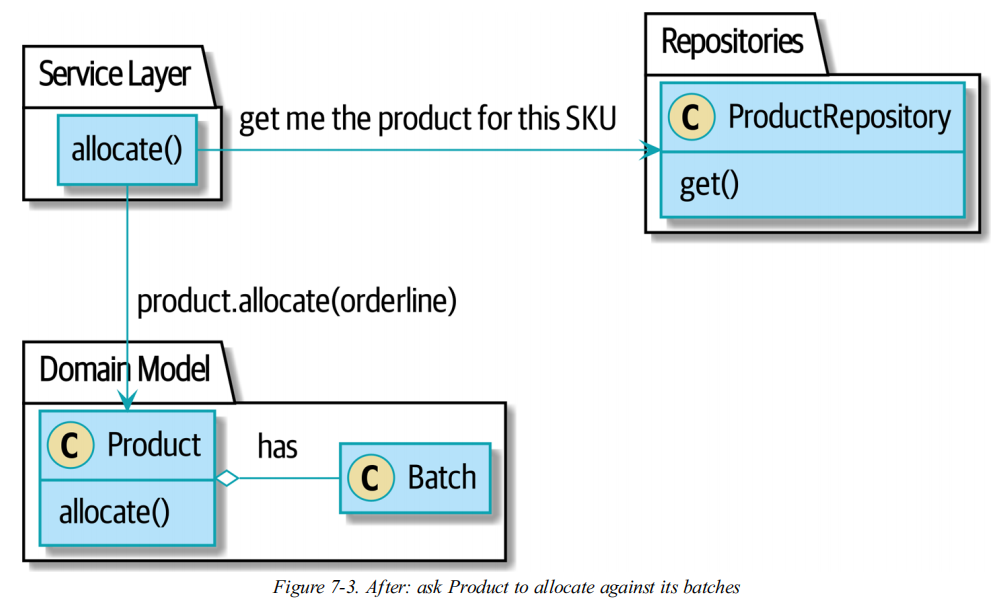 Service Layer
allocate()
get me the product for this SKU
Repositories
C ProductRepository
get()
product.allocate(orderline)
Domain Model
C Product
allocate()
has
C Batch
Figure 7-3. After: ask Product to allocate against its batches